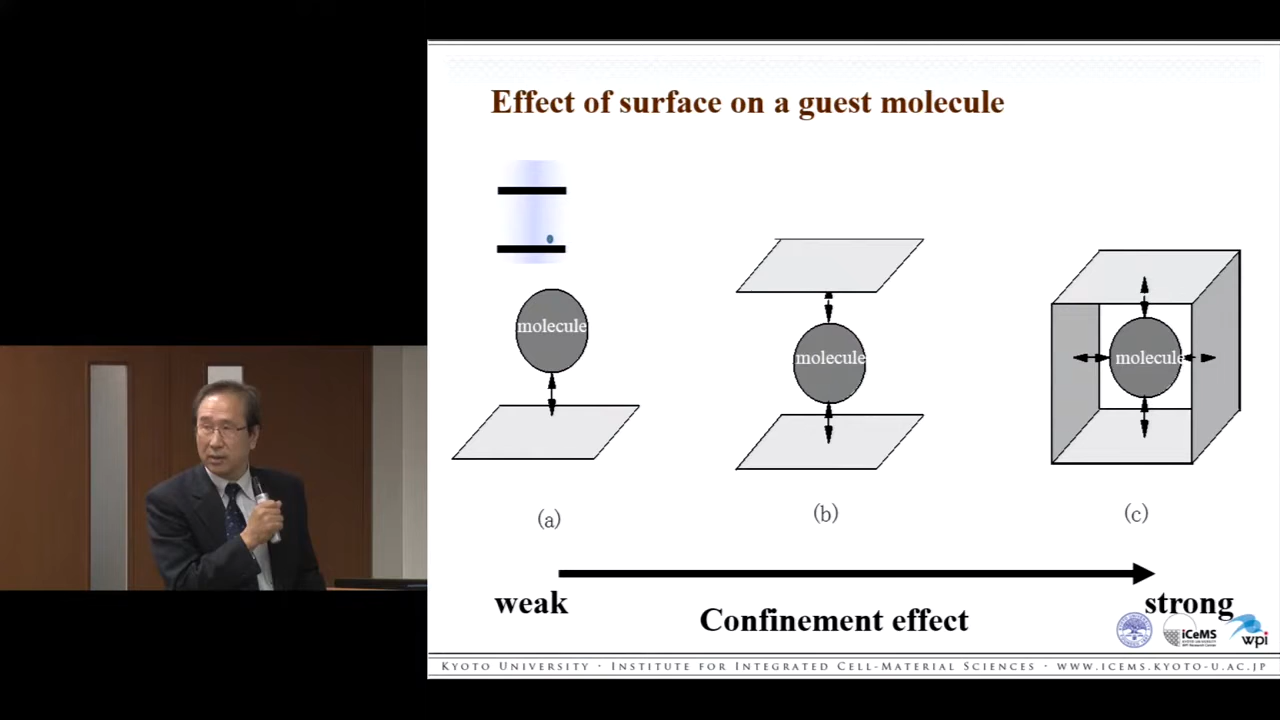 Effect of surface on a guest molecule
molecule
molecule
molecule
(a)
(b)
(c)
weak
Confinement effect
strong
iCeMS
wpi
KYOTO UNIVERSITY · INSTITUTE FOR INTEGRATED CELL-MATERIAL SCIENCES · WWW.ICEMS.KYOTO-U.AC.JP